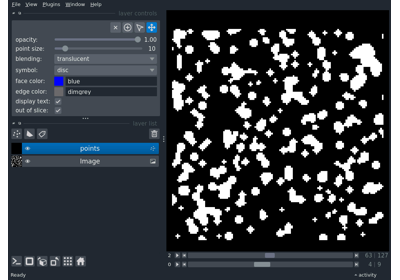 File View Plugins Window Help
layer controls
opacity: 1.00
point size: 10
blending: translucent
symbol: disc
face color: blue
edge color: dimgrey
display text:
out of slice:
layer list
points
Image
2 63 127
0 4 9
Ready activity